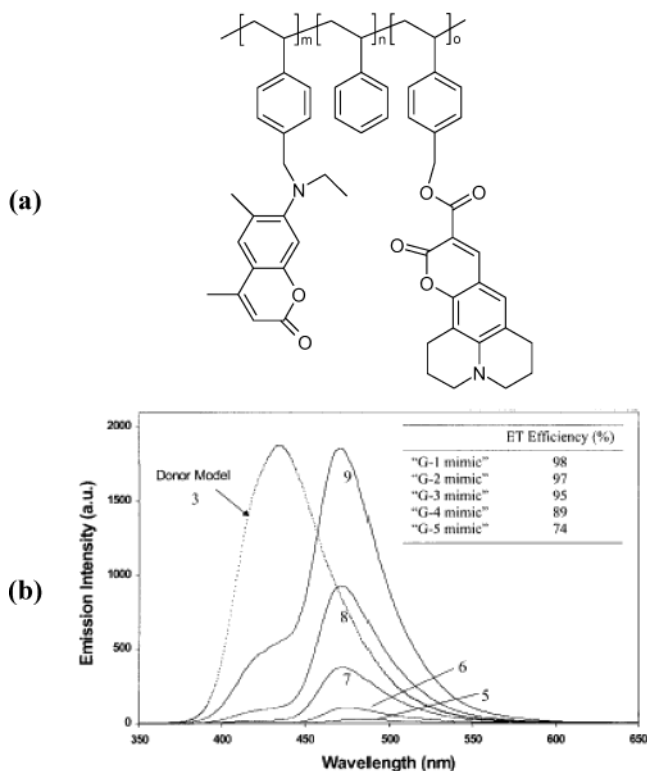 (a)
m n o
N
O
O
O
O
O
O
O
N
(b)
2000
1500
1000
500
0
Emission Intensity (a.u.)
Donor Model
3
9
8
7
6
5
ET Efficiency (%)
"G-1 mimic" 98
"G-2 mimic" 97
"G-3 mimic" 95
"G-4 mimic" 89
"G-5 mimic" 74
350 400 450 500 550 600 650
Wavelength (nm)